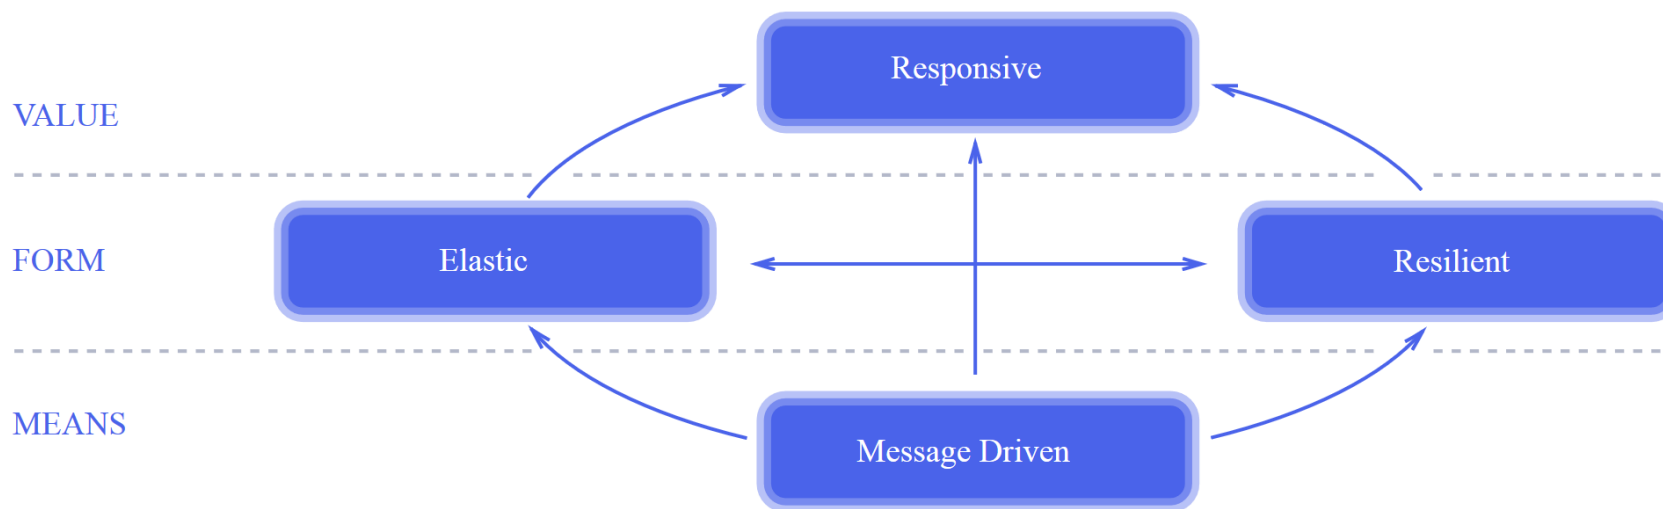 Responsive
VALUE
FORM
Elastic
Resilient
MEANS
Message Driven